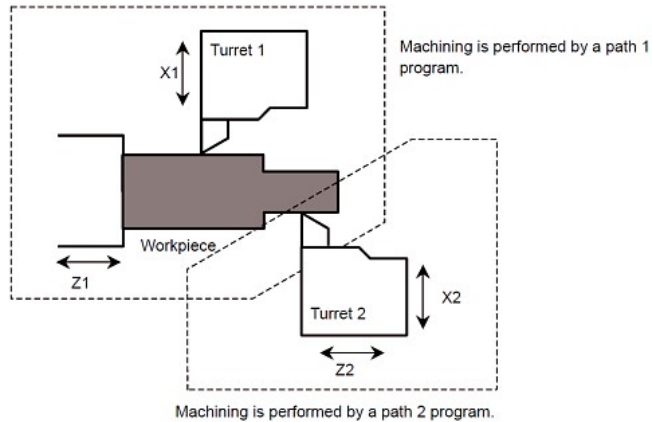 Turret 1
X1
Machining is performed by a path 1
program.
Workpiece
Z1
Turret 2
X2
Z2
Machining is performed by a path 2 program.